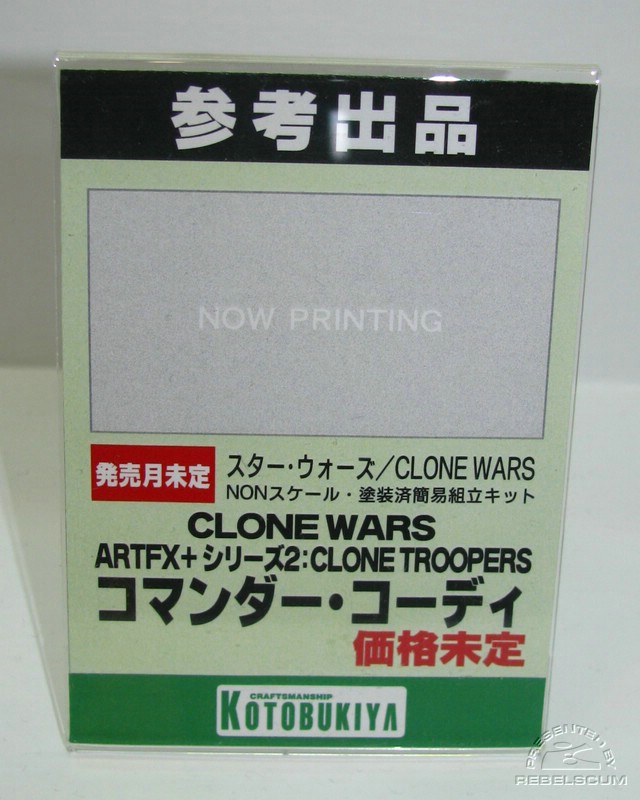 参考出品
NOW PRINTING
発売月未定
スター・ウォーズ/CLONE WARS
NONスケール・塗装済簡易組立キット
CLONE WARS
ARTFX+ シリーズ2:CLONE TROOPERS
コマンダー・コーディ
価格未定
CRAFTSMANSHIP
KOTOBUKIYA
PRESENTED BY
REBELSCUM